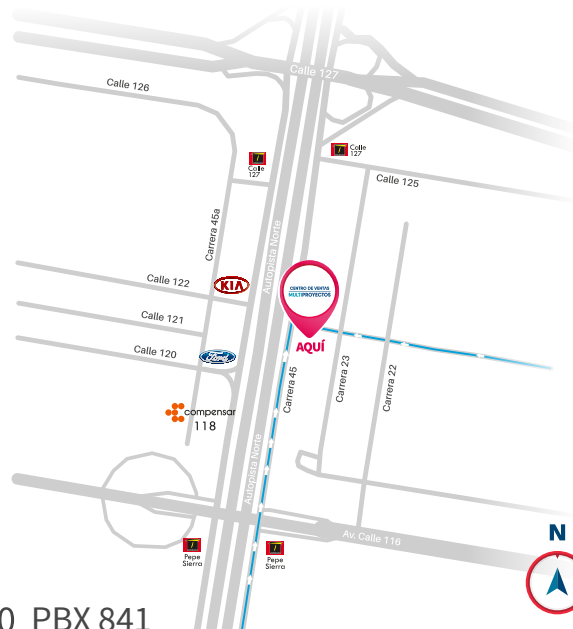 Calle 127
Calle 126
Calle
127
Calle
127
Calle 125
Carrera 45a
Autopista Norte
Calle 122
KIA
CENTRO DE VENTAS
MULTIPROYECTOS
AQUÍ
Calle 121
Calle 120
Ford
Carrera 45
Carrera 23
Carrera 22
compensar
118
Autopista Norte
Av. Calle 116
N
Pepe
Sierra
Pepe
Sierra
0 PBX 841